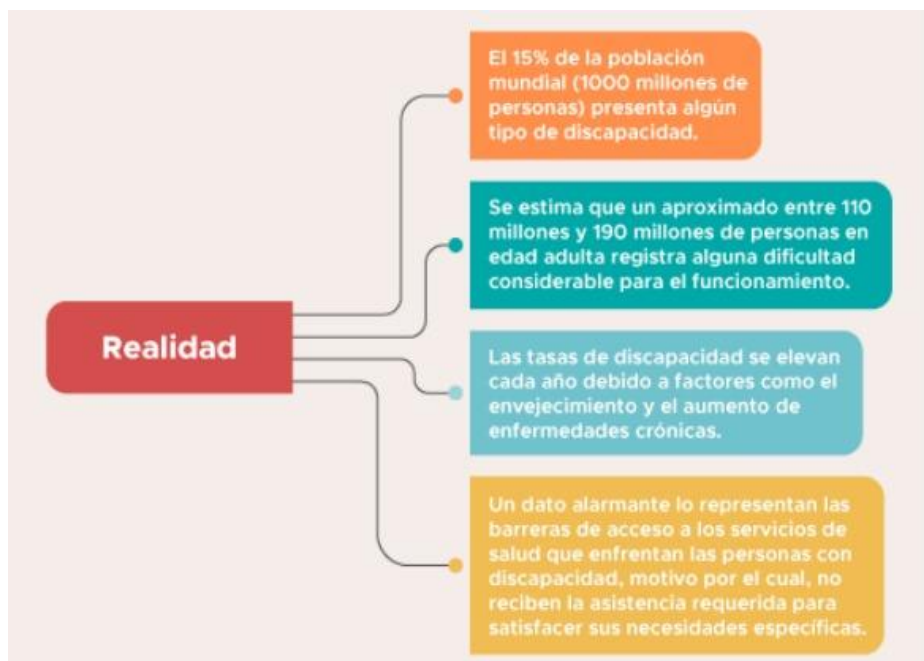 Realidad
El 15% de la población
mundial (1000 millones de
personas) presenta algún
tipo de discapacidad.
Se estima que un aproximado entre 110
millones y 190 millones de personas en
edad adulta registra alguna dificultad
considerable para el funcionamiento.
Las tasas de discapacidad se elevan
cada año debido a factores como el
envejecimiento y el aumento de
enfermedades crónicas.
Un dato alarmante lo representan las
barreras de acceso a los servicios de
salud que enfrentan las personas con
discapacidad, motivo por el cual, no
reciben la asistencia requerida para
satisfacer sus necesidades específicas.